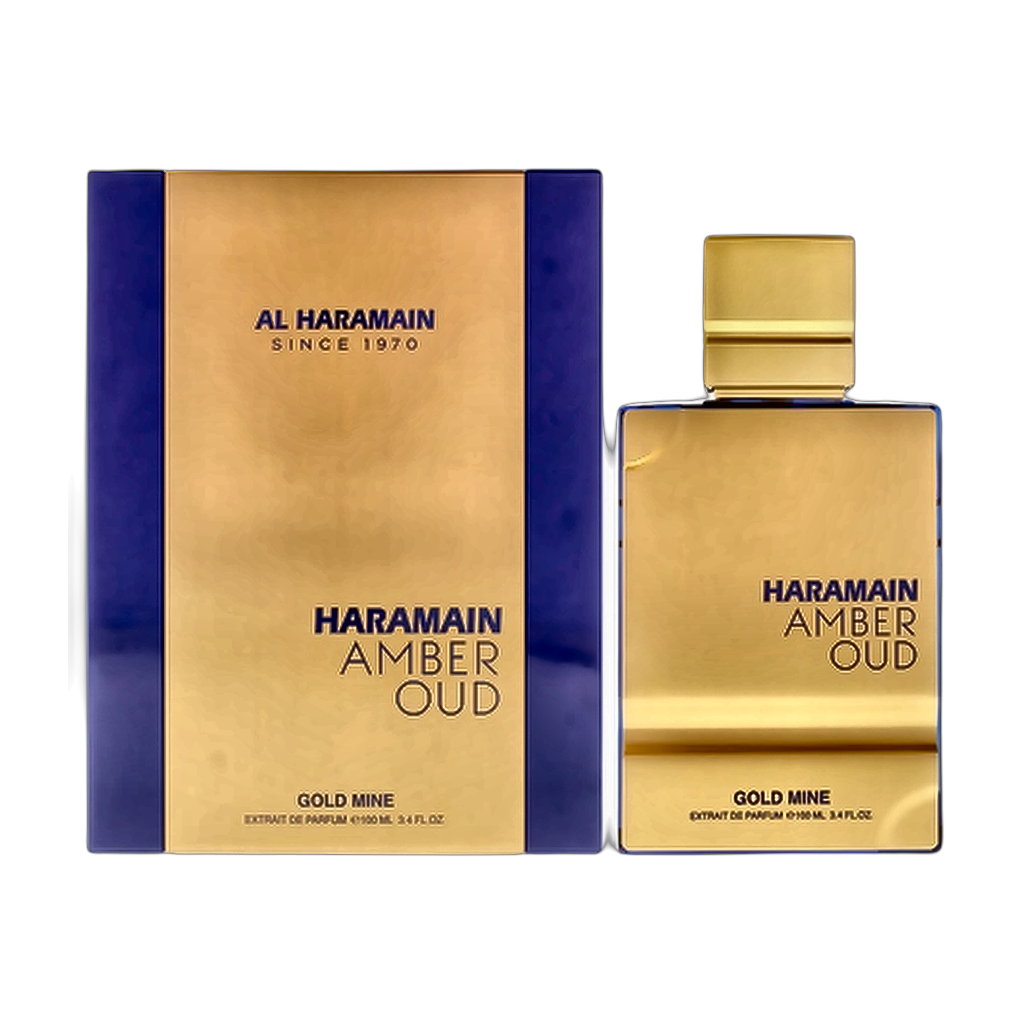 AL HARAMAIN
SINCE 1970
HARAMAIN
AMBER
OUD
GOLD MINE
EXTRAIT DE PARFUM ℮100 ML 3.4 FL.OZ.
HARAMAIN
AMBER
OUD
GOLD MINE
EXTRAIT DE PARFUM ℮100 ML 3.4 FL.OZ.